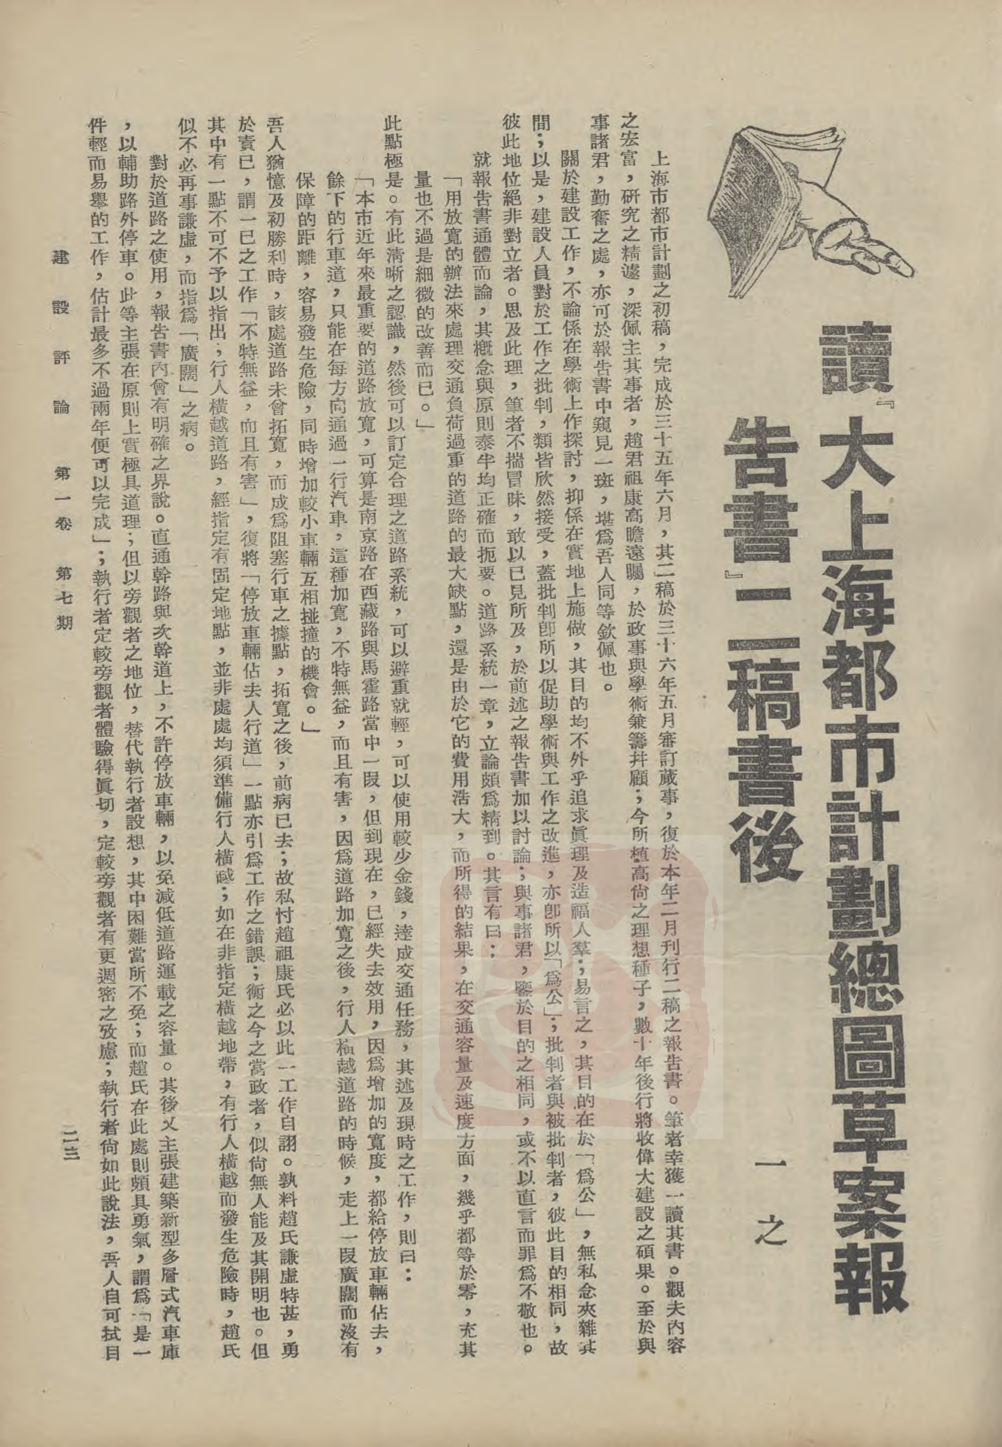 讀『大上海都市計劃總圖草案報
告書』二稿書後
一之
上海市都市計劃之初稿，完成於三十五年六月，其二稿於三十六年五月審訂蕆事，復於本年二月刊行二稿之報告書。筆者幸獲一讀其書。觀夫內容
之宏富，研究之精遽，深佩主其事者，趙君祖康高瞻遠矚，於政事與學術兼籌幷顧；今所植高尙之理想種子，數十年後行將收偉大建設之碩果。至於與
事諸君，勤奮之處，亦可於報告書中窺見一斑，堪爲吾人同等欽佩也。
關於建設工作，不論係在學術上作探討，抑係在實地上施做，其目的均不外乎追求眞理及造福人羣；易言之，其目的在於「爲公」，無私念夾雜其
間；以是，建設人員對於工作之批判，類皆欣然接受，蓋批判卽所以促助學術與工作之改進，亦卽所以「爲公」；批判者與被批判者，彼此目的相同，故
彼此地位絕非對立者。思及此理，筆者不揣冒昧，敢以已見所及，於前述之報告書加以討論；與事諸君，鑒於目的之相同，或不以直言而罪爲不敬也。
就報告書通體而論，其槪念與原則泰半均正確而扼要。道路系統一章，立論頗爲精到。其言有曰：
「用放寬的辦法來處理交通負荷過重的道路的最大缺點，還是由於它的費用浩大，而所得的結果，在交通容量及速度方面，幾乎都等於零，充其
量也不過是細微的改善而已。」
此點極是。有此清晰之認識，然後可以訂定合理之道路系統，可以避重就輕，可以使用較少金錢，達成交通任務，其述及現時之工作，則曰：
「本市近年來最重要的道路放寬，可算是南京路在西藏路與馬霍路當中一段，但到現在，已經失去效用，因爲增加的寬度，都給停放車輛佔去，
餘下的行車道，只能在每方向通過一行汽車，這種加寬，不特無益，而且有害，因爲道路加寬之後，行人橫越道路的時候，走上一段廣闊而沒有
保障的距離，容易發生危險，同時增加較小車輛互相碰撞的機會。」
吾人猶憶及初勝利時，該處道路未曾拓寬，而成爲阻塞行車之據點，拓寬之後，前病已去；故私忖趙祖康氏必以此一工作自詡。孰料趙氏謙虛特甚，勇
於責已，謂一已之工作「不特無益，而且有害」，復將「停放車輛佔去人行道」一點亦引爲工作之錯誤；衡之今之當政者，似尙無人能及其開明也。但
其中有一點不可不予以指出；行人橫越道路，經指定有固定地點，並非處處均須準備行人橫越；如在非指定橫越地帶，有行人橫越而發生危險時，趙氏
似不必再事謙虛，而指爲「廣闊」之病。
對於道路之使用，報告書內會有明確之界說。直通幹路與次幹道上，不許停放車輛，以免減低道路運載之容量。其後又主張建築新型多層式汽車庫
，以輔助路外停車。此等主張在原則上實極具道理；但以旁觀者之地位，替代執行者設想，其中困難當所不免；而趙氏在此處則頗具勇氣，謂爲「是一
件輕而易舉的工作，估計最多不過兩年便可以完成」；執行者定較旁觀者體驗得眞切，定較旁觀者有更週密之攷慮；執行者尙如此說法，吾人自可拭目
建設評論　第一卷　第七期
二三